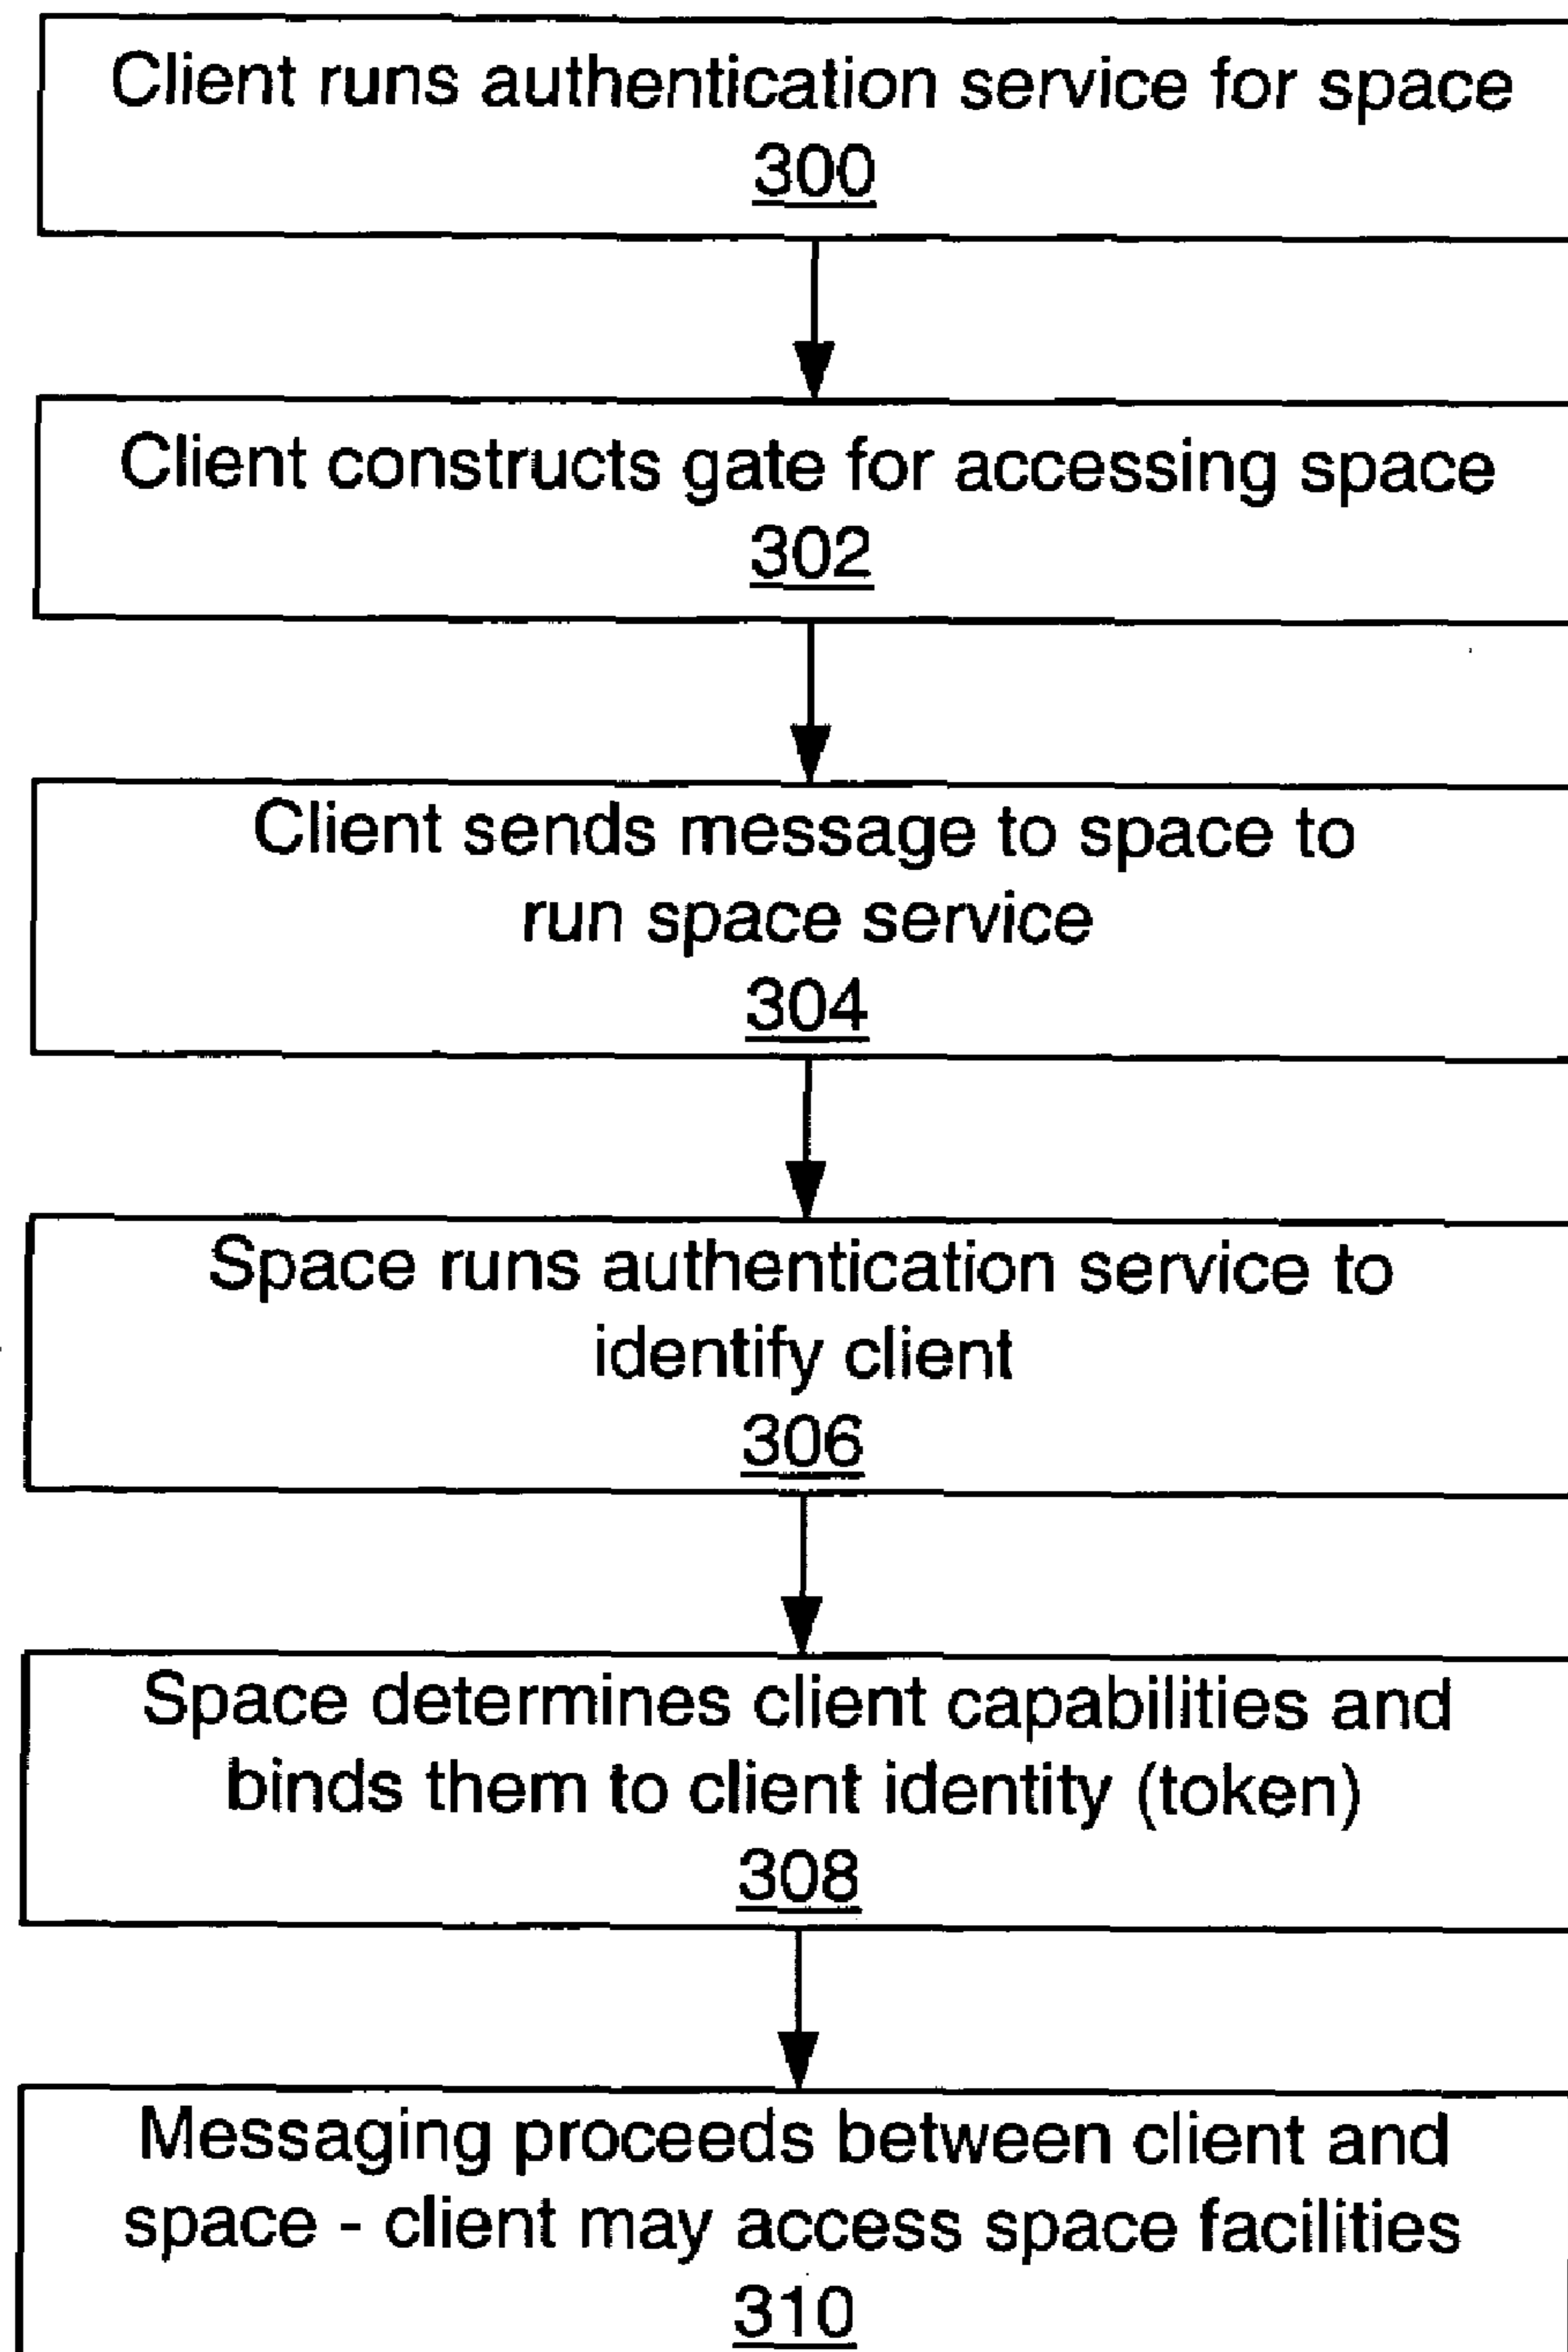 Client runs authentication service for space
300
Client constructs gate for accessing space
302
Client sends message to space to
run space service
304
Space runs authentication service to
identify client
306
Space determines client capabilities and
binds them to client identity (token)
308
Messaging proceeds between client and
space - client may access space facilities
310